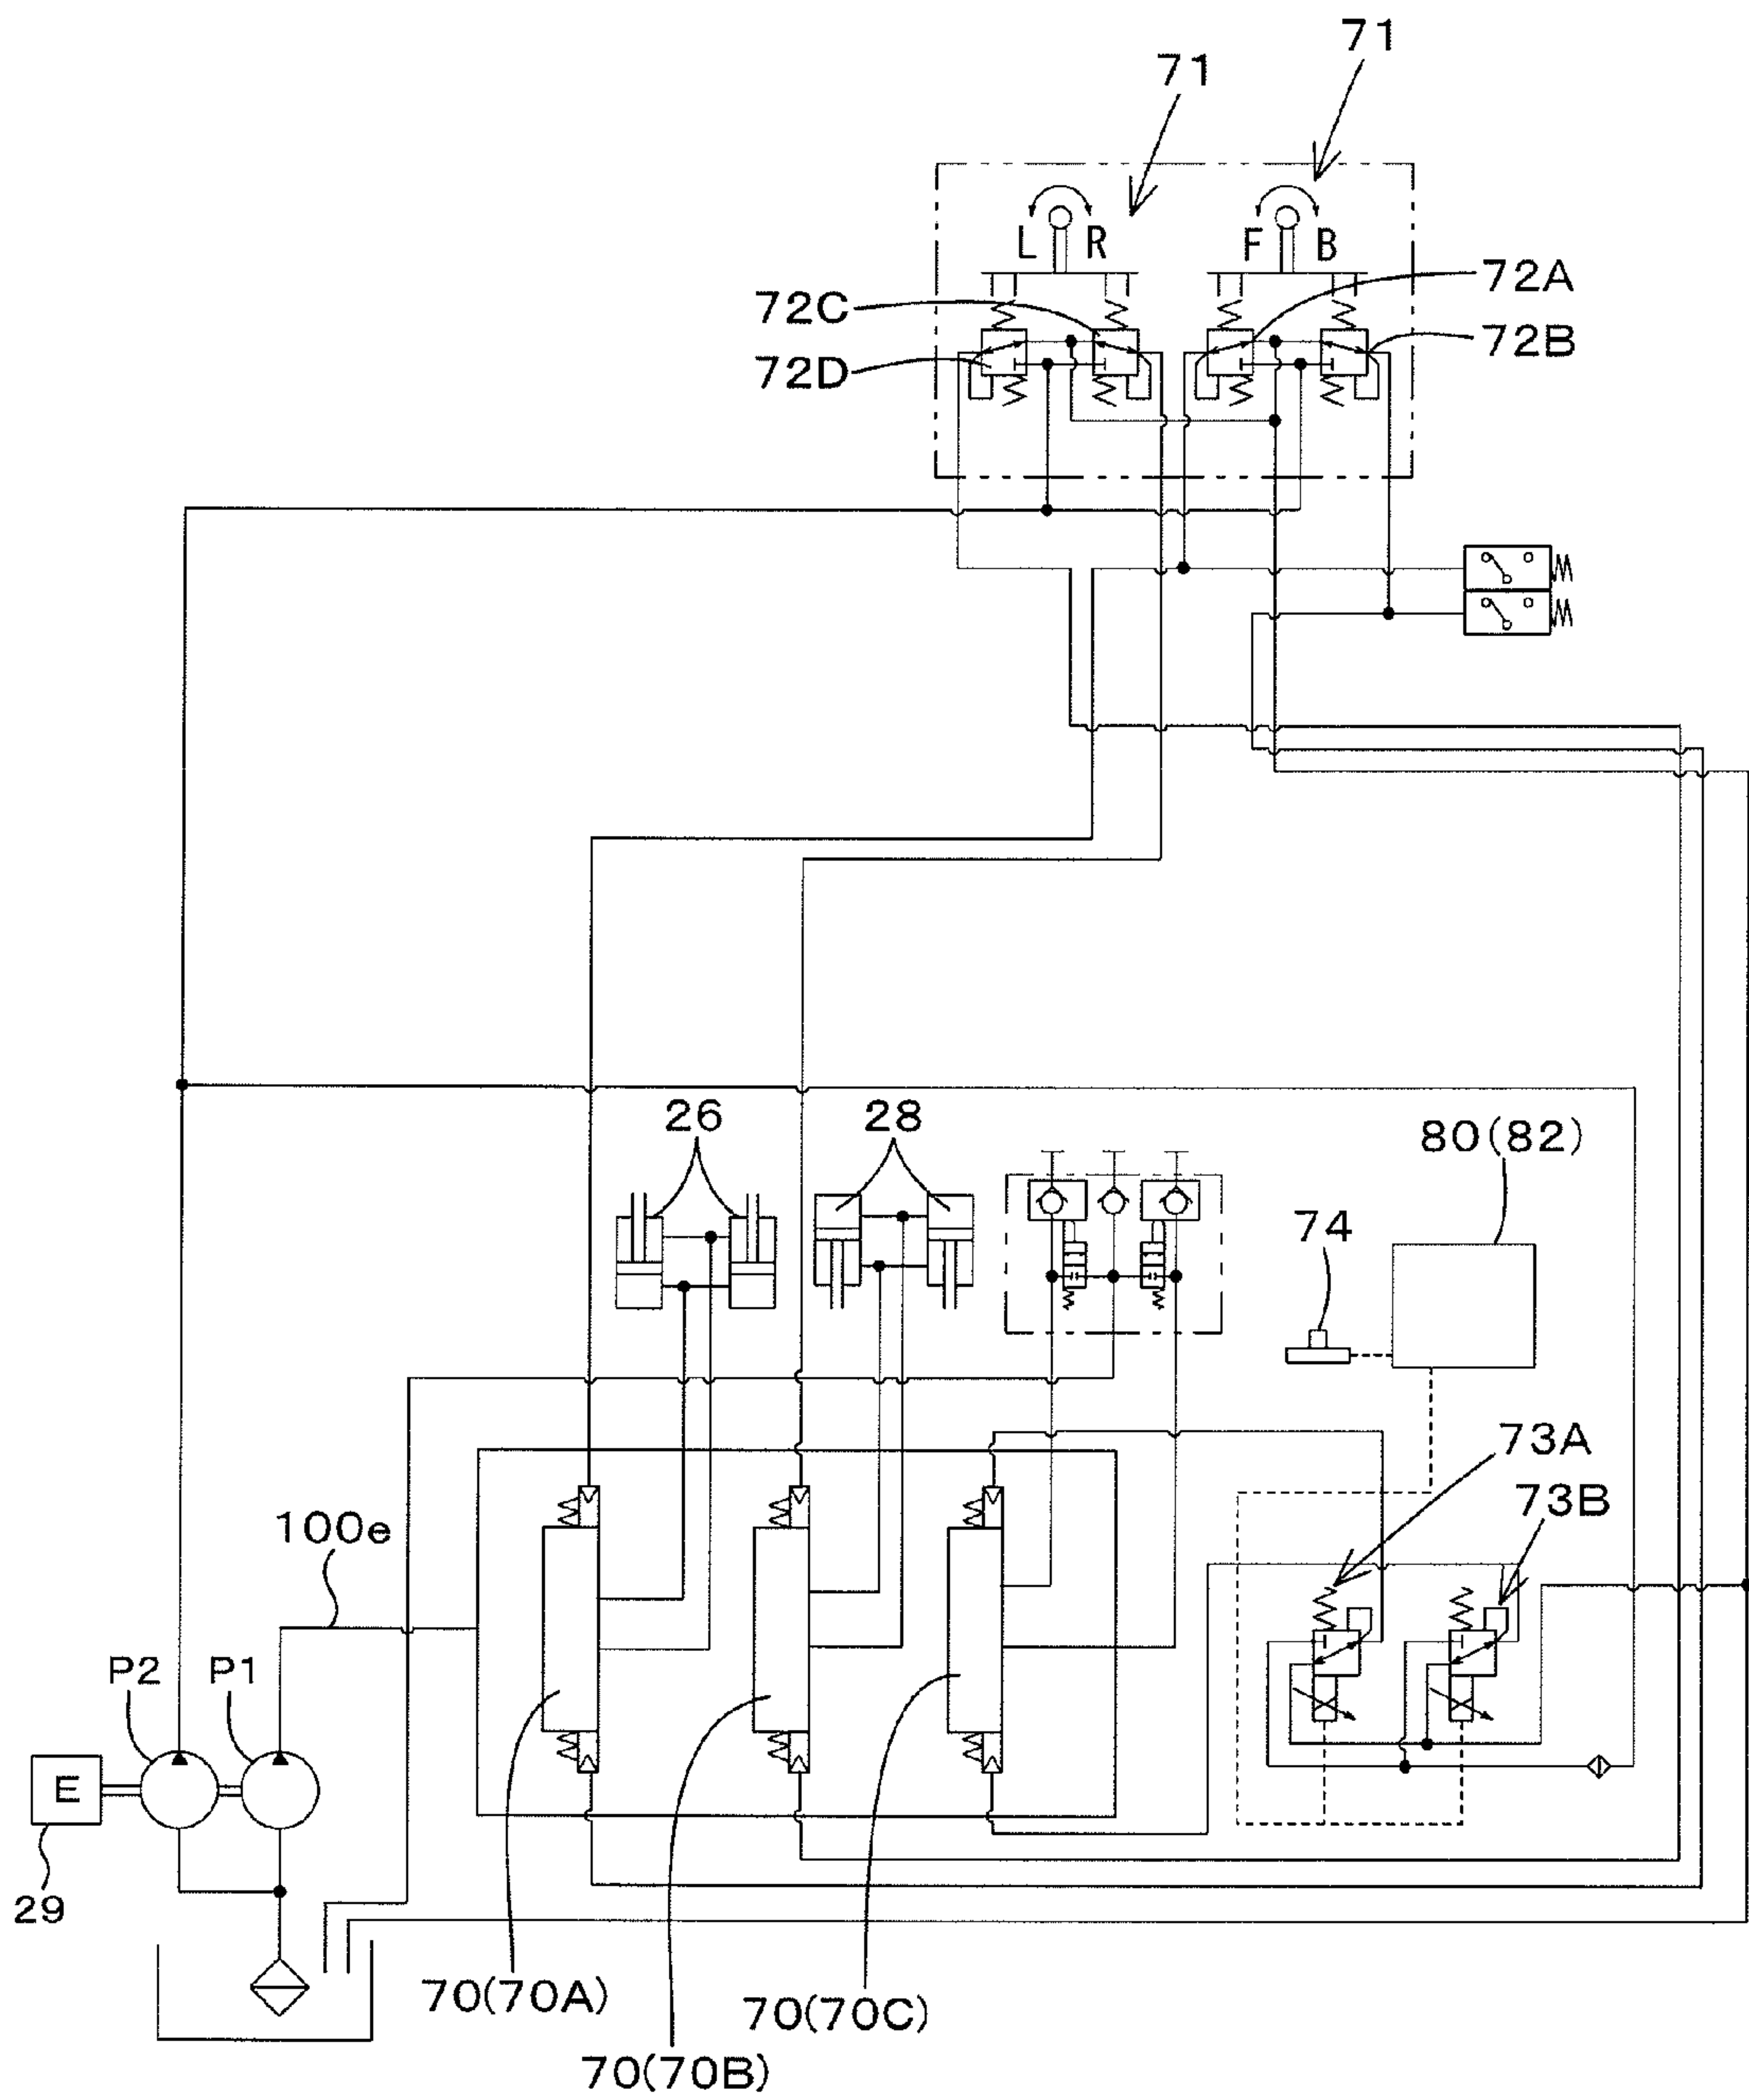 71
71
L R F B
72A
72C
72B
72D
26
28
80(82)
74
73A
73B
100e
P2
P1
E
29
70(70A)
70(70C)
70(70B)